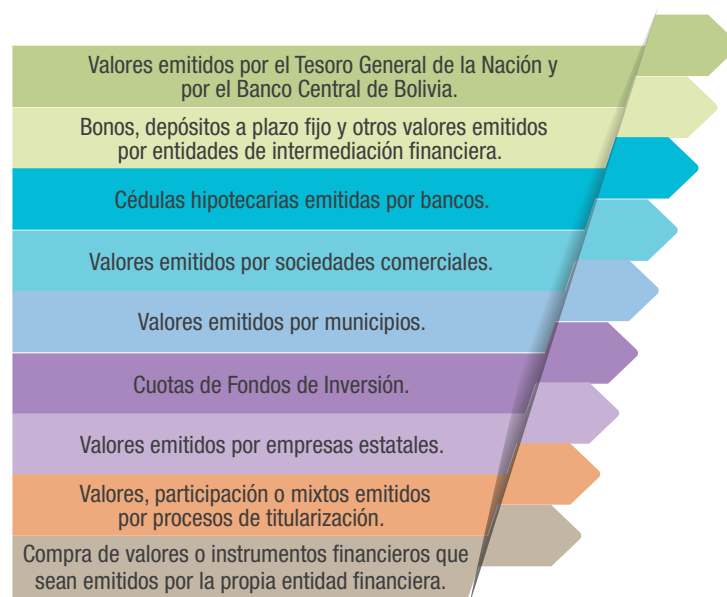 Valores emitidos por el Tesoro General de la Nación y
por el Banco Central de Bolivia.
Bonos, depósitos a plazo fijo y otros valores emitidos
por entidades de intermediación financiera.
Cédulas hipotecarias emitidas por bancos.
Valores emitidos por sociedades comerciales.
Valores emitidos por municipios.
Cuotas de Fondos de Inversión.
Valores emitidos por empresas estatales.
Valores, participación o mixtos emitidos
por procesos de titularización.
Compra de valores o instrumentos financieros que
sean emitidos por la propia entidad financiera.